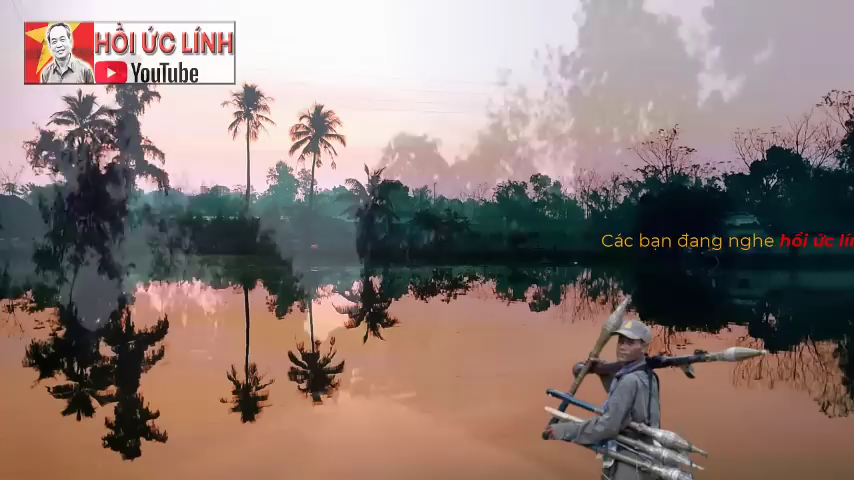 HỒI ỨC LÍNH
YouTube
Các bạn đang nghe hồi ức lín